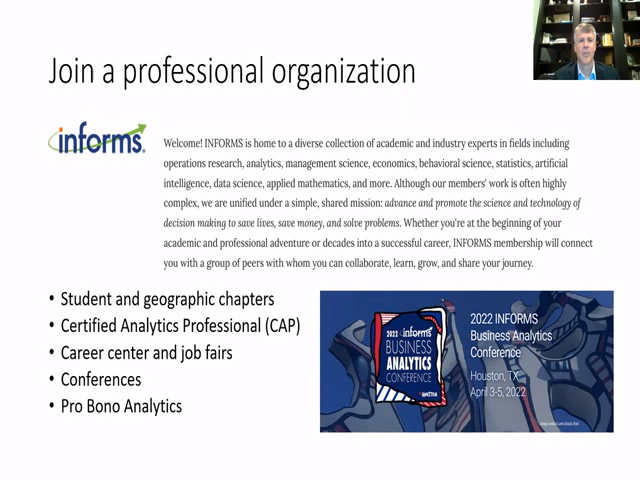 Join a professional organization
informs.
Welcome! INFORMS is home to a diverse collection of academic and industry experts in fields including
operations research, analytics, management science, economics, behavioral science, statistics, artificial
intelligence, data science, applied mathematics, and more. Although our members' work is often highly
complex, we are unified under a simple, shared mission: advance and promote the science and technology of
decision making to save lives, save money, and solve problems. Whether you're at the beginning of your
academic and professional adventure or decades into a successful career, INFORMS membership will connect
you with a group of peers with whom you can collaborate, learn, grow, and share your journey.
• Student and geographic chapters
• Certified Analytics Professional (CAP)
• Career center and job fairs
• Conferences
• Pro Bono Analytics
2022 informs
BUSINESS
ANALYTICS
CONFERENCE
2022 INFORMS
Business Analytics
Conference
Houston, TX
April 3-5, 2022